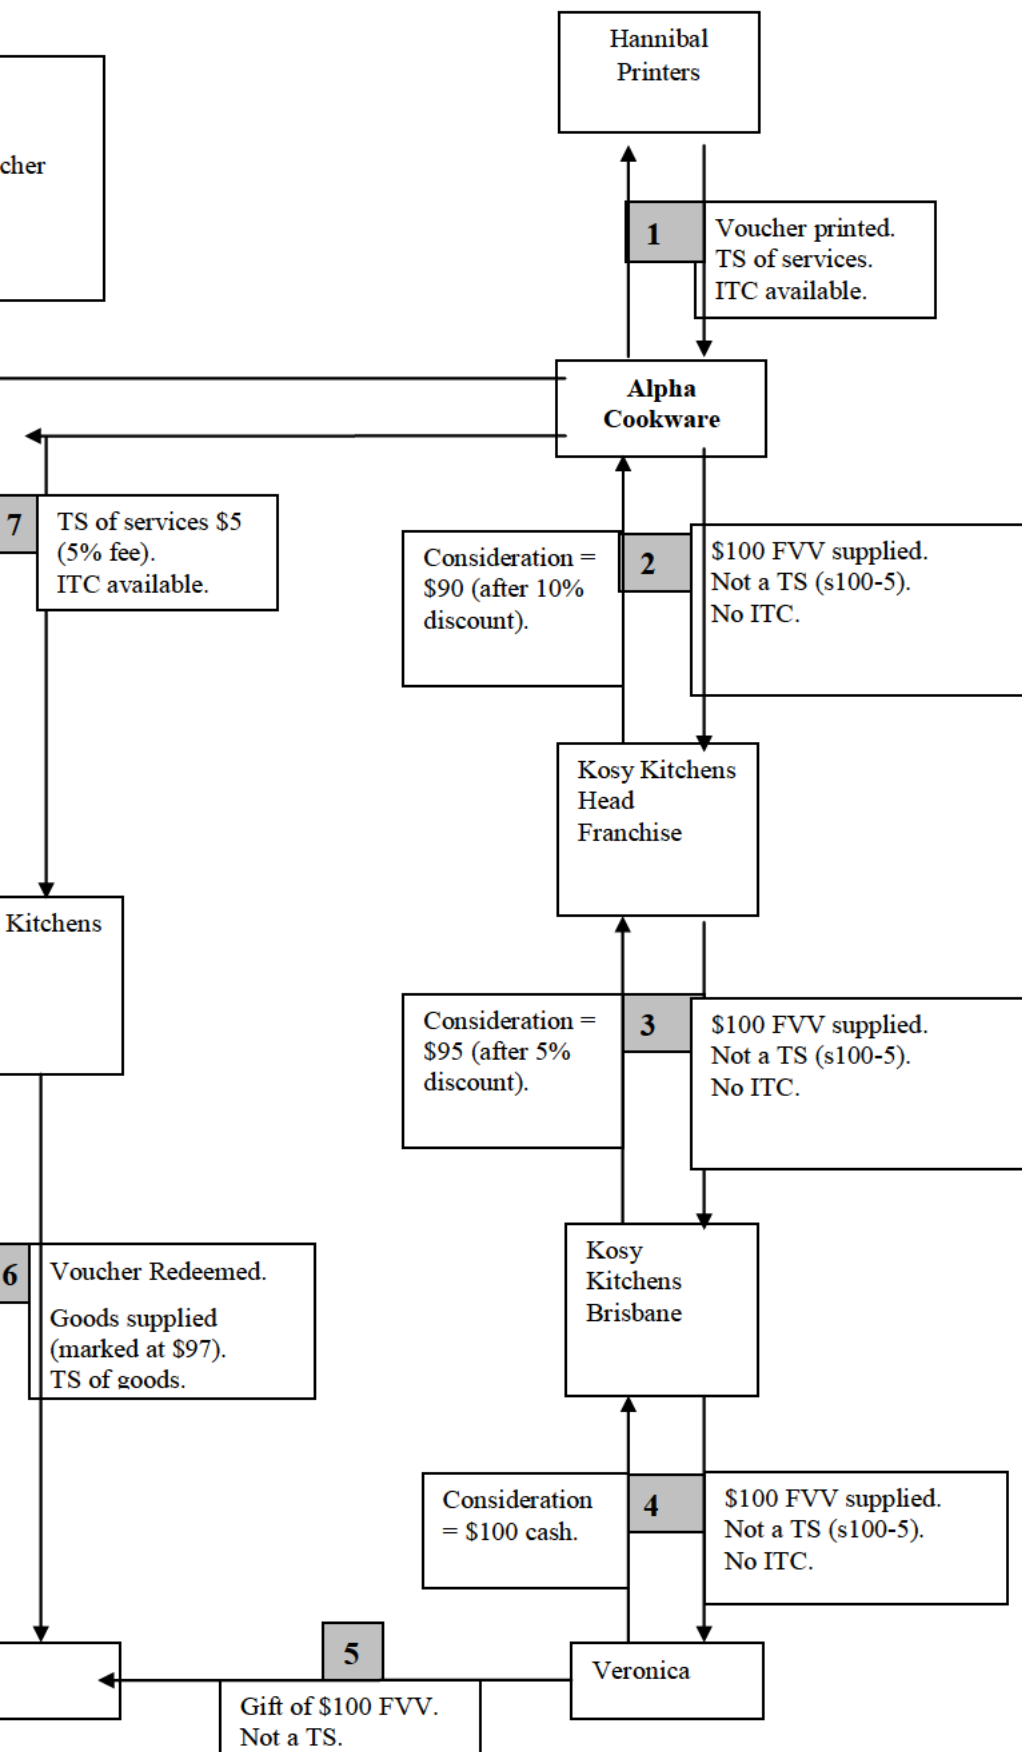 Hannibal
Printers
cher
1
Voucher printed.
TS of services.
ITC available.
Alpha
Cookware
7
TS of services $5
(5% fee).
ITC available.
Consideration =
$90 (after 10%
discount).
2
$100 FVV supplied.
Not a TS (s100-5).
No ITC.
Kosy Kitchens
Head
Franchise
Kitchens
Consideration =
$95 (after 5%
discount).
3
$100 FVV supplied.
Not a TS (s100-5).
No ITC.
Kosy
Kitchens
Brisbane
6
Voucher Redeemed.
Goods supplied
(marked at $97).
TS of goods.
Consideration
= $100 cash.
4
$100 FVV supplied.
Not a TS (s100-5).
No ITC.
5
Veronica
Gift of $100 FVV.
Not a TS.